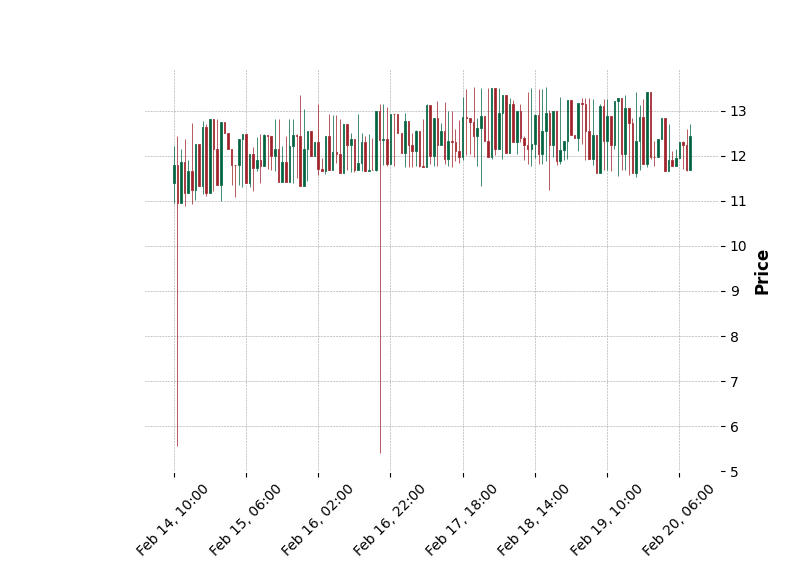 13
12
11
10
9
8
7
6
5
Price
Feb 14, 10:00
Feb 15, 06:00
Feb 16, 02:00
Feb 16, 22:00
Feb 17, 18:00
Feb 18, 14:00
Feb 19, 10:00
Feb 20, 06:00